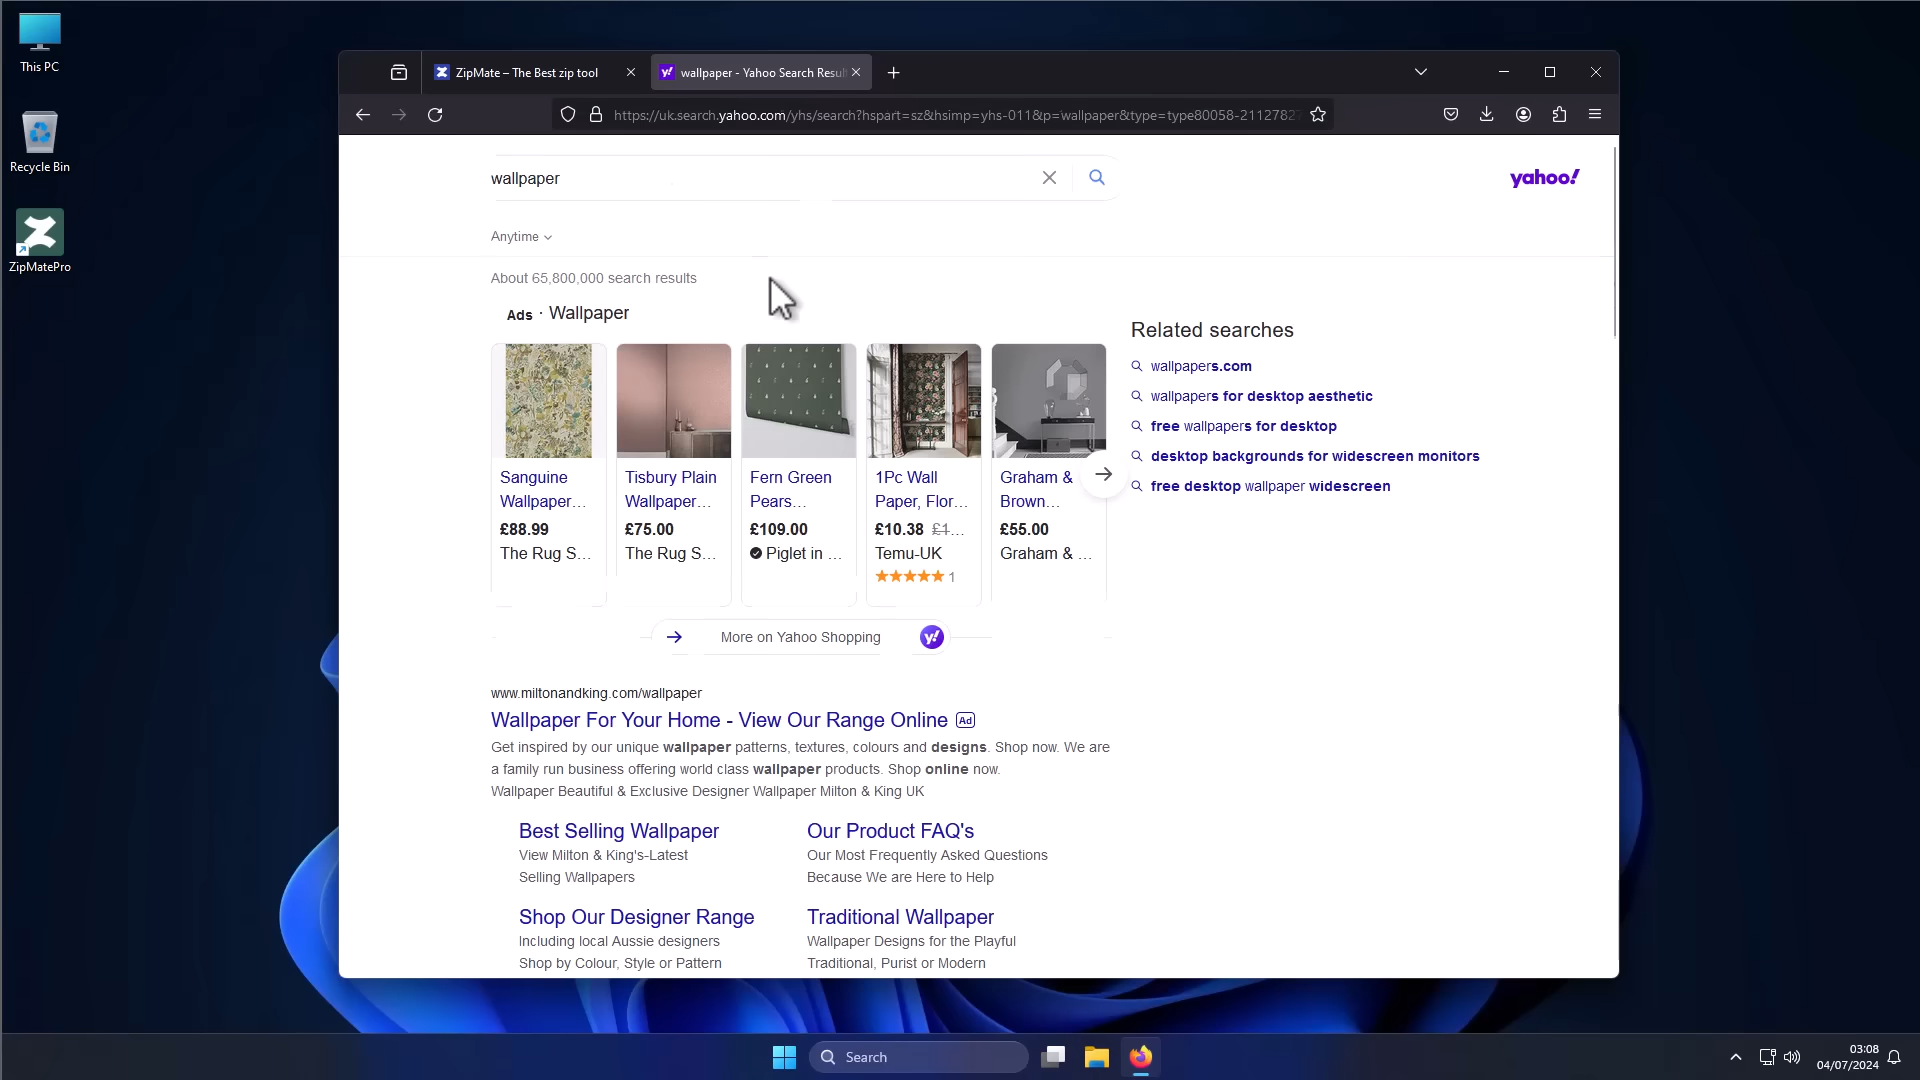 This PC
Recycle Bin
ZipMatePro
ZipMate – The Best zip tool
wallpaper - Yahoo Search Resul
https://uk.search.yahoo.com/yhs/search?hspart=sz&hsimp=yhs-011&p=wallpaper&type=type80058-21127827
wallpaper
yahoo!
Anytime
About 65,800,000 search results
Ads · Wallpaper
Sanguine
Wallpaper...
£88.99
The Rug S...
Tisbury Plain
Wallpaper...
£75.00
The Rug S...
Fern Green
Pears...
£109.00
Piglet in ...
1Pc Wall
Paper, Flor...
£10.38 £1...
Temu-UK
1
Graham &
Brown...
£55.00
Graham & ...
More on Yahoo Shopping
y!
Related searches
wallpapers.com
wallpapers for desktop aesthetic
free wallpapers for desktop
desktop backgrounds for widescreen monitors
free desktop wallpaper widescreen
www.miltonandking.com/wallpaper
Wallpaper For Your Home - View Our Range Online Ad
Get inspired by our unique wallpaper patterns, textures, colours and designs. Shop now. We are
a family run business offering world class wallpaper products. Shop online now.
Wallpaper Beautiful & Exclusive Designer Wallpaper Milton & King UK
Best Selling Wallpaper
View Milton & King's-Latest
Selling Wallpapers
Our Product FAQ's
Our Most Frequently Asked Questions
Because We are Here to Help
Shop Our Designer Range
Including local Aussie designers
Shop by Colour, Style or Pattern
Traditional Wallpaper
Wallpaper Designs for the Playful
Traditional, Purist or Modern
Search
03:08
04/07/2024